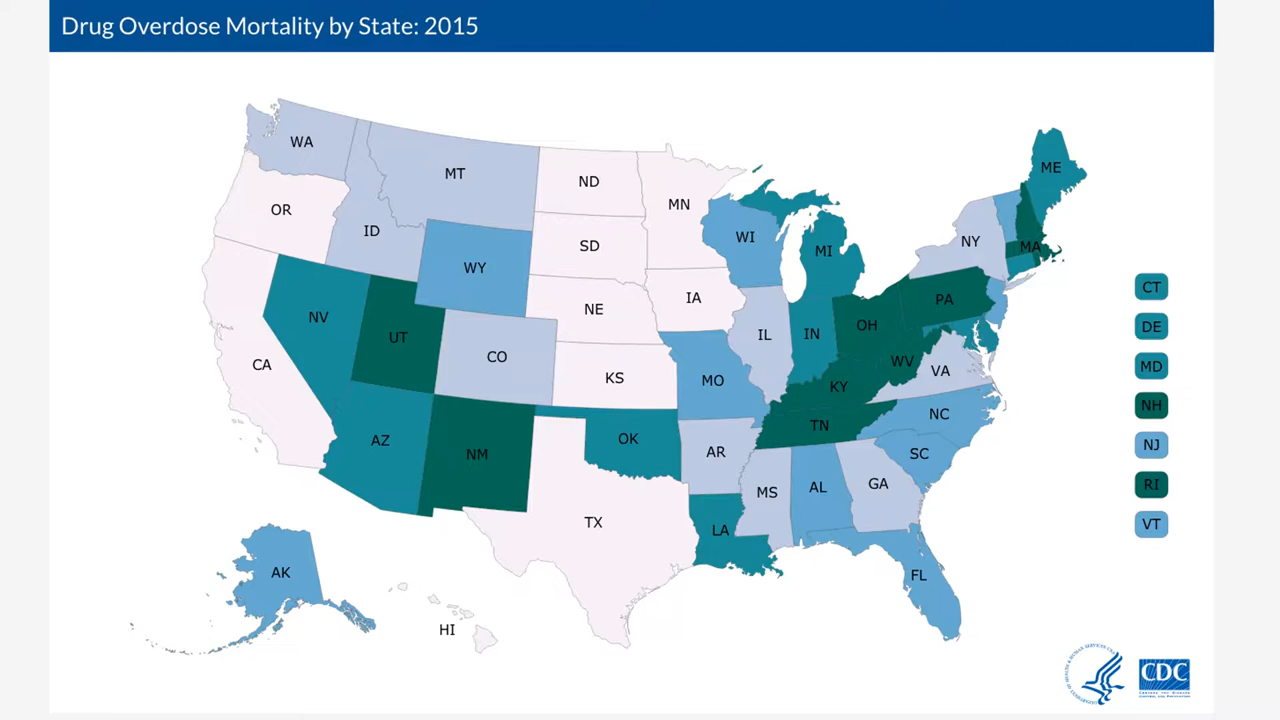 Drug Overdose Mortality by State: 2015
WA
MT
ND
MN
ME
OR
ID
SD
WI
MI
NY
MA
WY
IA
CT
NE
PA
NV
UT
IL
IN
OH
DE
CO
WV
CA
KS
MO
KY
VA
MD
AZ
NM
OK
AR
TN
NC
NH
SC
NJ
MS
AL
GA
RI
TX
LA
VT
AK
FL
HI
CDC